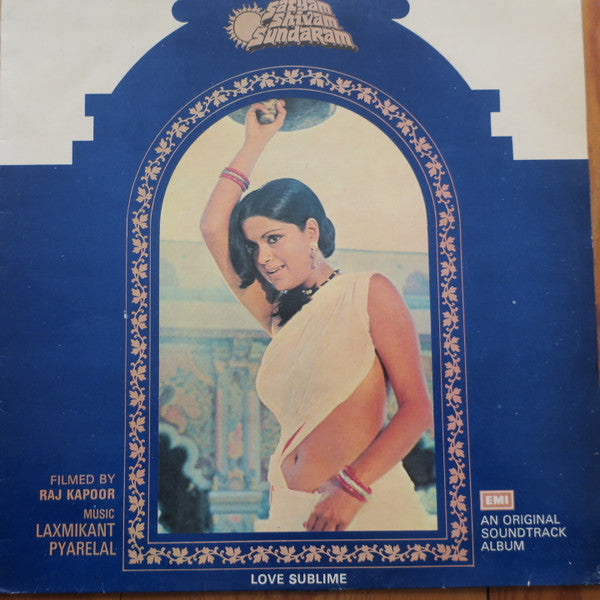 Satyam
Shivam
Sundaram
FILMED BY
RAJ KAPOOR
MUSIC
LAXMIKANT
PYARELAL
EMI
AN ORIGINAL
SOUNDTRACK
ALBUM
LOVE SUBLIME